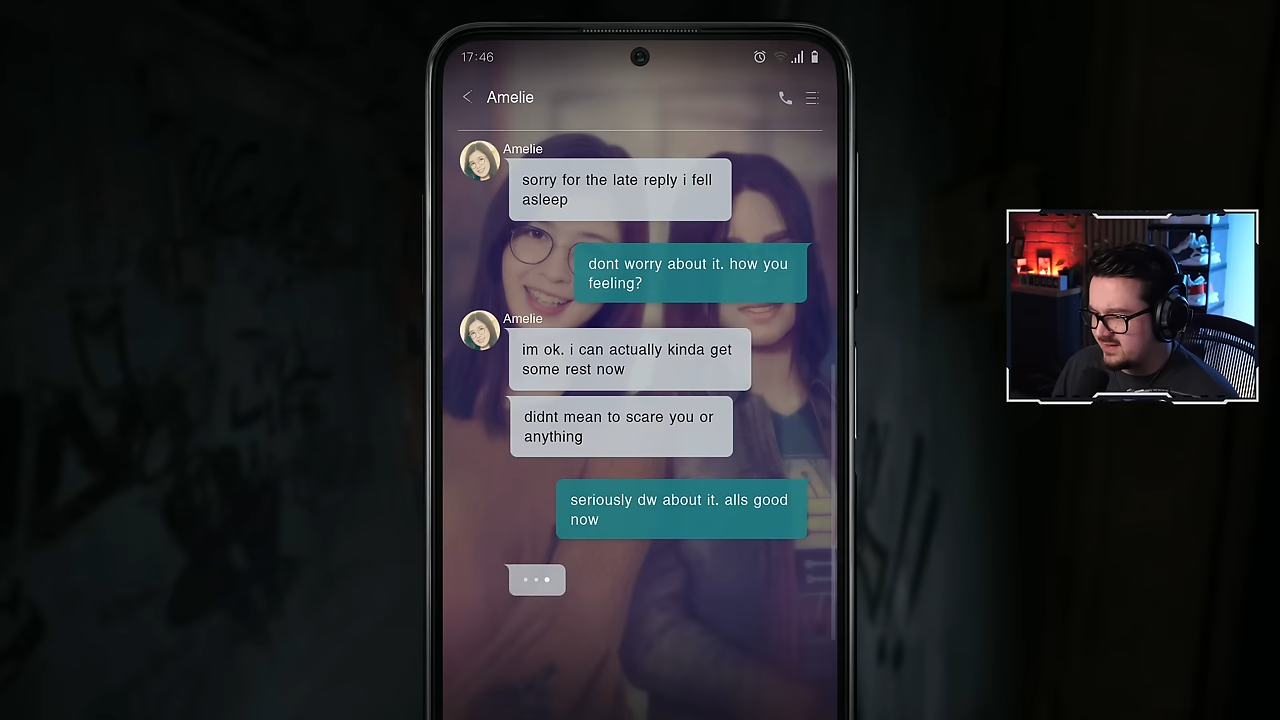 17:46
Amelie
Amelie
sorry for the late reply i fell
asleep
dont worry about it. how you
feeling?
Amelie
im ok. i can actually kinda get
some rest now
didnt mean to scare you or
anything
seriously dw about it. alls good
now